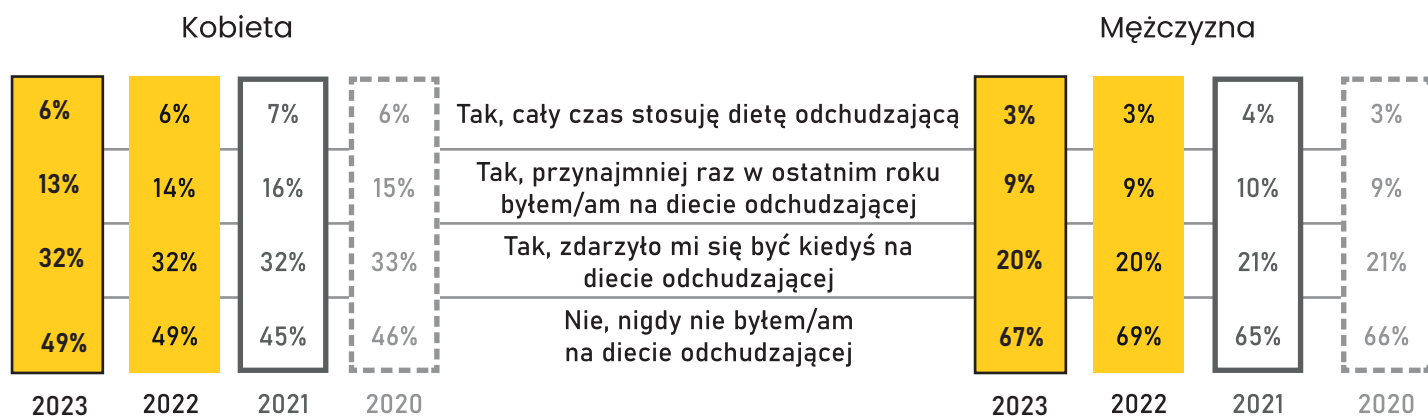 Kobieta
Mężczyzna
6% 6% 7% 6% Tak, cały czas stosuję dietę odchudzającą 3% 3% 4% 3%
13% 14% 16% 15% Tak, przynajmniej raz w ostatnim roku
byłem/am na diecie odchudzającej 9% 9% 10% 9%
32% 32% 32% 33% Tak, zdarzyło mi się być kiedyś na
diecie odchudzającej 20% 20% 21% 21%
49% 49% 45% 46% Nie, nigdy nie byłem/am
na diecie odchudzającej 67% 69% 65% 66%
2023 2022 2021 2020 2023 2022 2021 2020